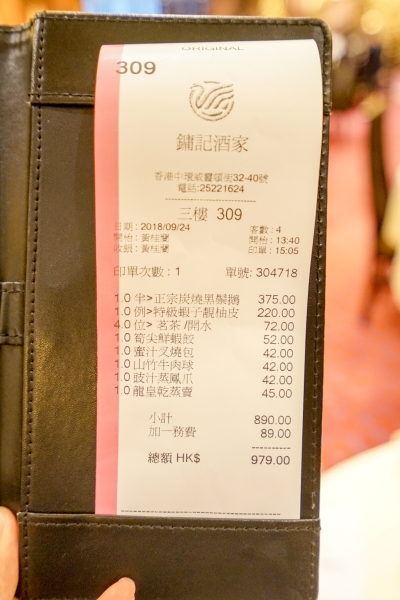 ORIGINAL
309
鏞記酒家
香港中環威靈頓街32-40號
電話:25221624
三樓 309
日期 : 2018/09/24 客數 : 4
開枱 : 黃桂蘭 開枱 : 13:40
收銀 : 黃桂蘭 印單 : 15:05
印單次數 : 1 單號 : 304718
1.0 半> 正宗炭燒黑鬃鵝 375.00
1.0 例> 特級蝦子靚柚皮 220.00
4.0 位> 茗茶 /開水 72.00
1.0 筍尖鮮蝦餃 52.00
1.0 蜜汁叉燒包 42.00
1.0 山竹牛肉球 42.00
1.0 豉汁蒸鳳爪 42.00
1.0 龍皇乾蒸賣 45.00
小計 890.00
加一務費 89.00
總額 HK$ 979.00